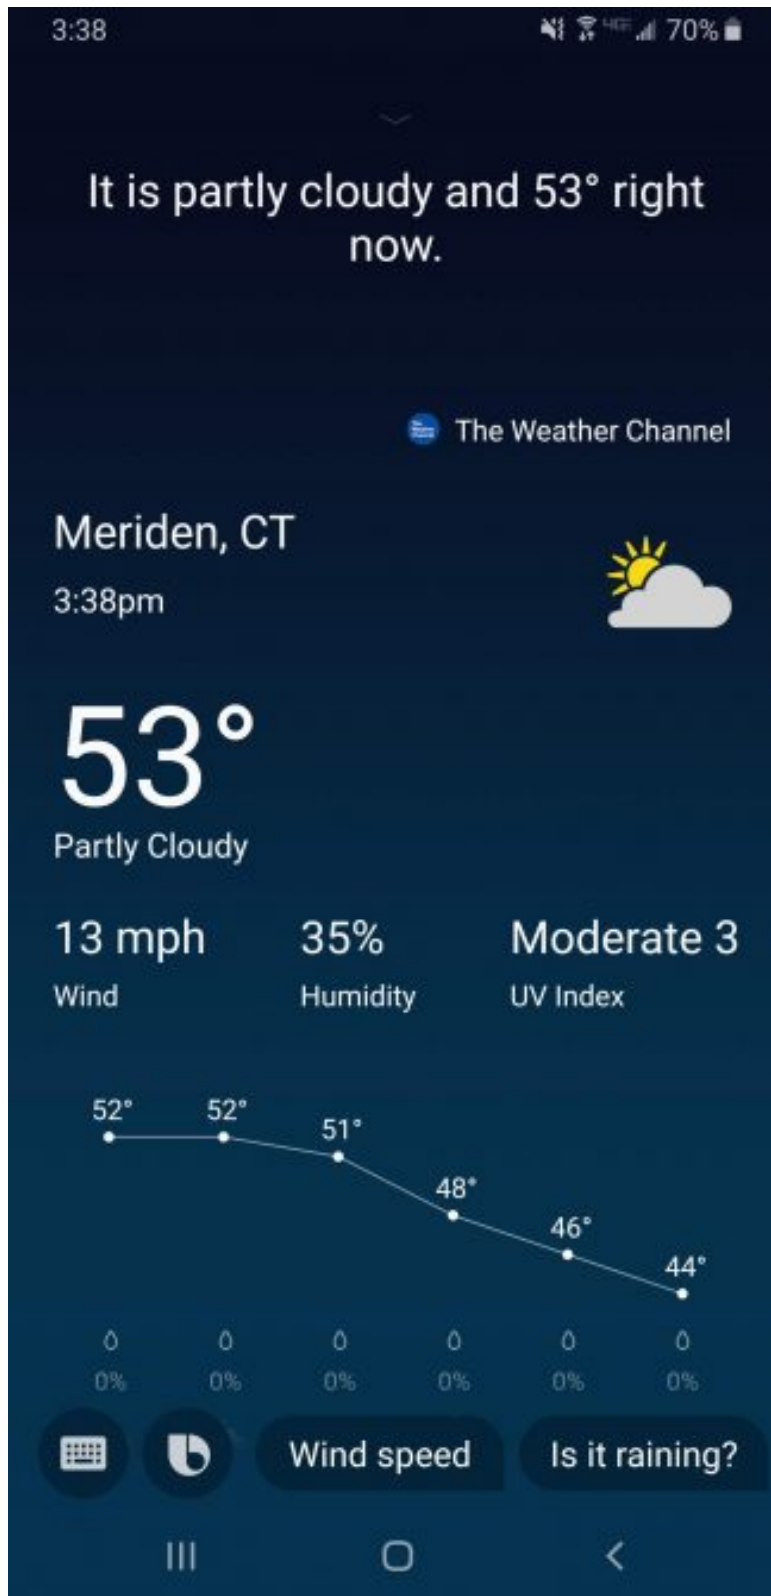 3:38 4GE 70%
It is partly cloudy and 53° right
now.
The Weather Channel
Meriden, CT
3:38pm
53°
Partly Cloudy
13 mph 35% Moderate 3
Wind Humidity UV Index
52° 52° 51° 48° 46° 44°
0% 0% 0% 0% 0% 0%
Wind speed Is it raining?